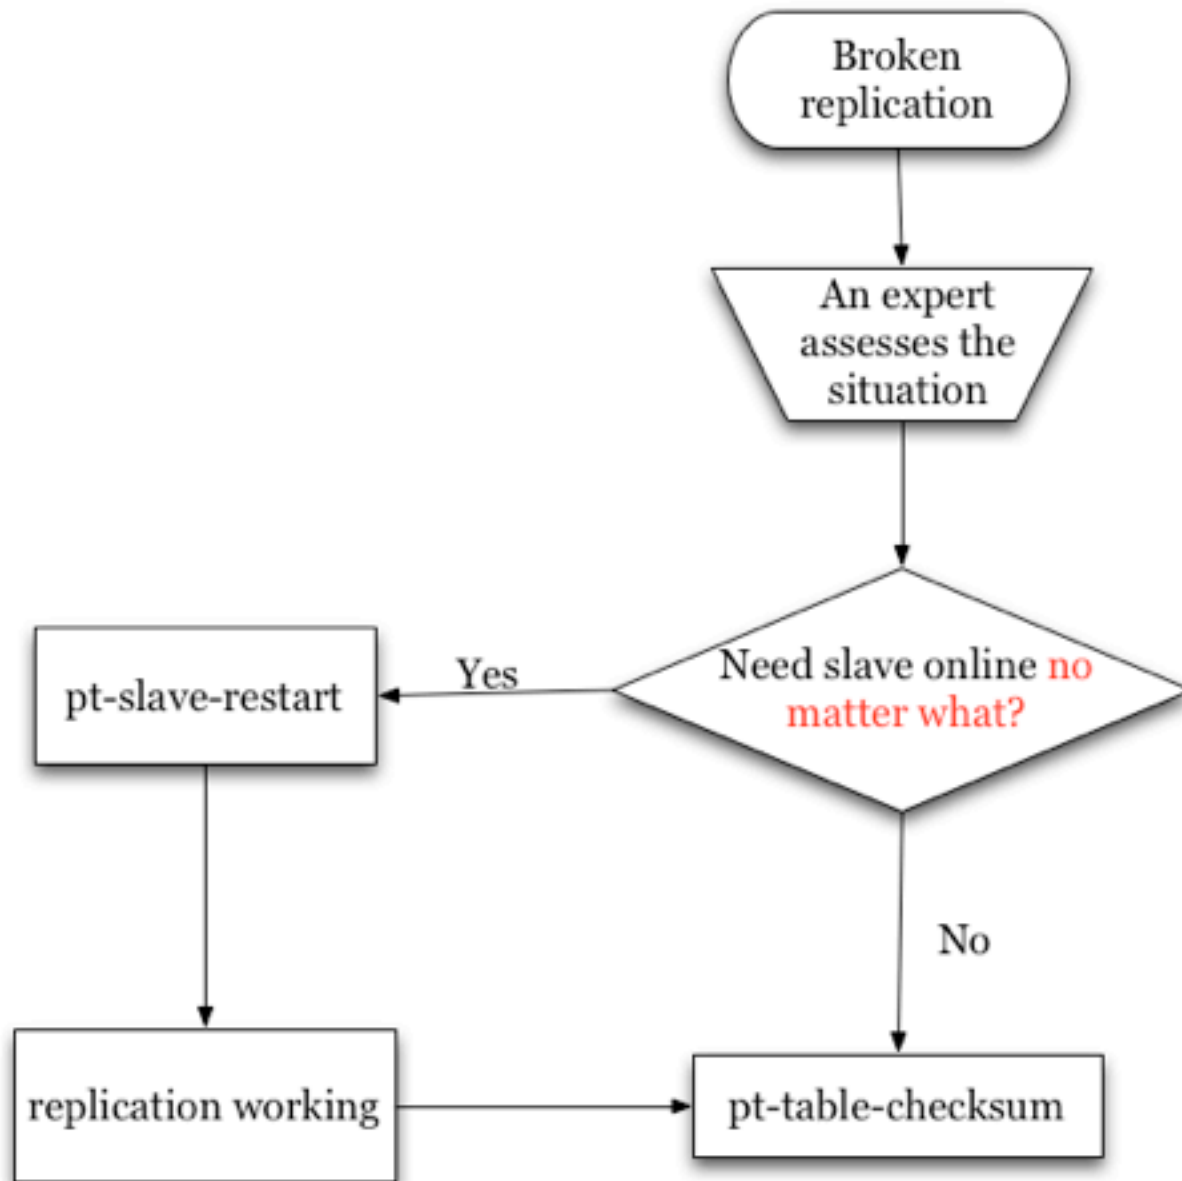 Broken
replication
An expert
assesses the
situation
Need slave online no
matter what?
Yes
pt-slave-restart
No
replication working
pt-table-checksum